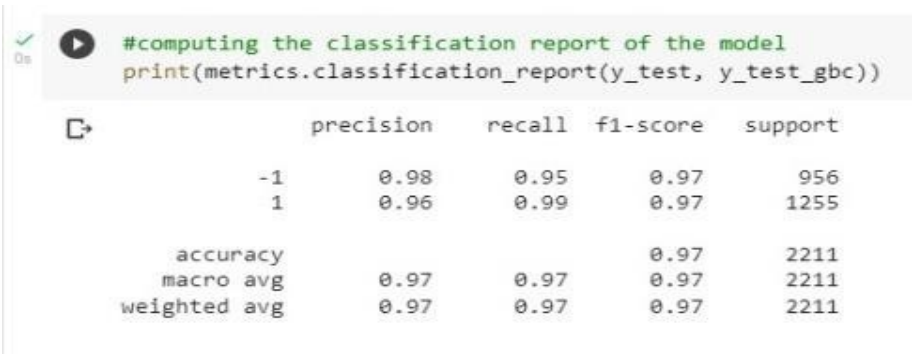 0s
#computing the classification report of the model
print(metrics.classification_report(y_test, y_test_gbc))
precision recall f1-score support
-1 0.98 0.95 0.97 956
1 0.96 0.99 0.97 1255
accuracy 0.97 2211
macro avg 0.97 0.97 0.97 2211
weighted avg 0.97 0.97 0.97 2211